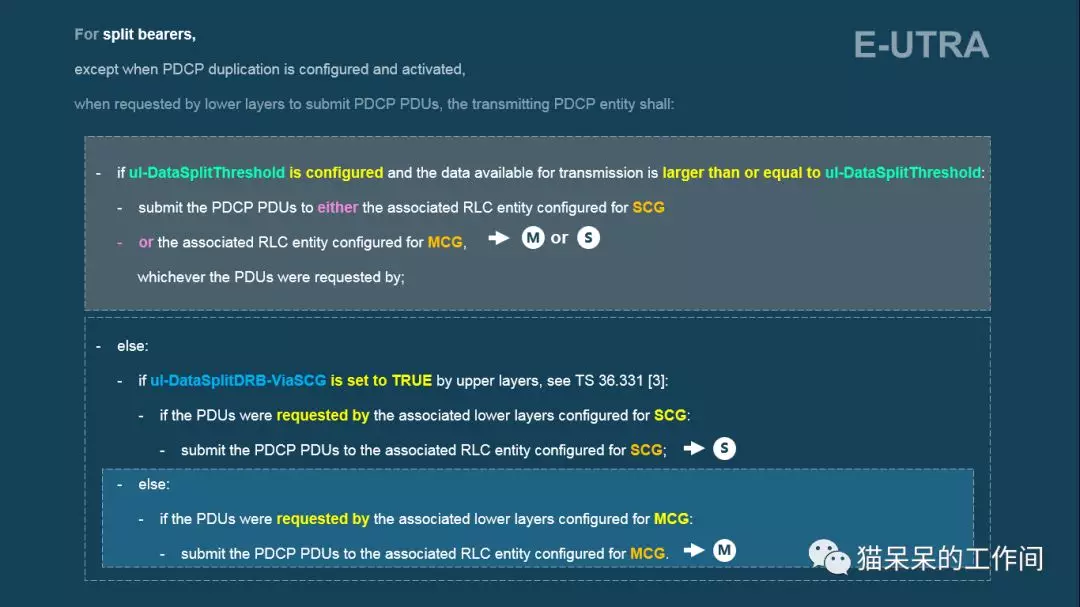 For split bearers,
E-UTRA
except when PDCP duplication is configured and activated,
when requested by lower layers to submit PDCP PDUs, the transmitting PDCP entity shall:
- if ul-DataSplitThreshold is configured and the data available for transmission is larger than or equal to ul-DataSplitThreshold:
- submit the PDCP PDUs to either the associated RLC entity configured for SCG
- or the associated RLC entity configured for MCG, M or S
whichever the PDUs were requested by;
- else:
- if ul-DataSplitDRB-ViaSCG is set to TRUE by upper layers, see TS 36.331 [3]:
- if the PDUs were requested by the associated lower layers configured for SCG:
- submit the PDCP PDUs to the associated RLC entity configured for SCG; S
- else:
- if the PDUs were requested by the associated lower layers configured for MCG:
- submit the PDCP PDUs to the associated RLC entity configured for MCG. M
猫呆呆的工作间